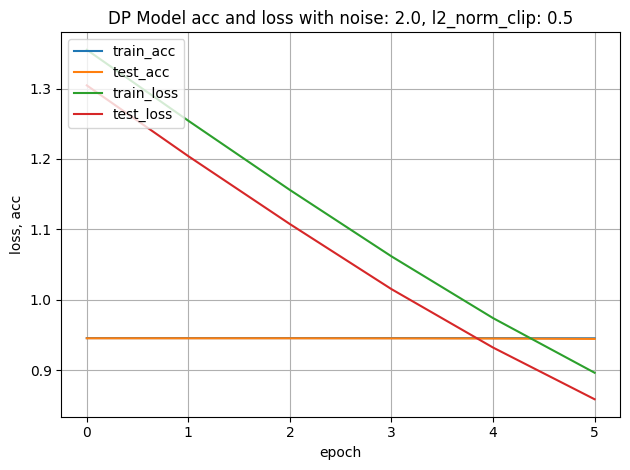 DP Model acc and loss with noise: 2.0, l2_norm_clip: 0.5
train_acc
test_acc
train_loss
test_loss
loss, acc
1.3
1.2
1.1
1.0
0.9
0 1 2 3 4 5
epoch